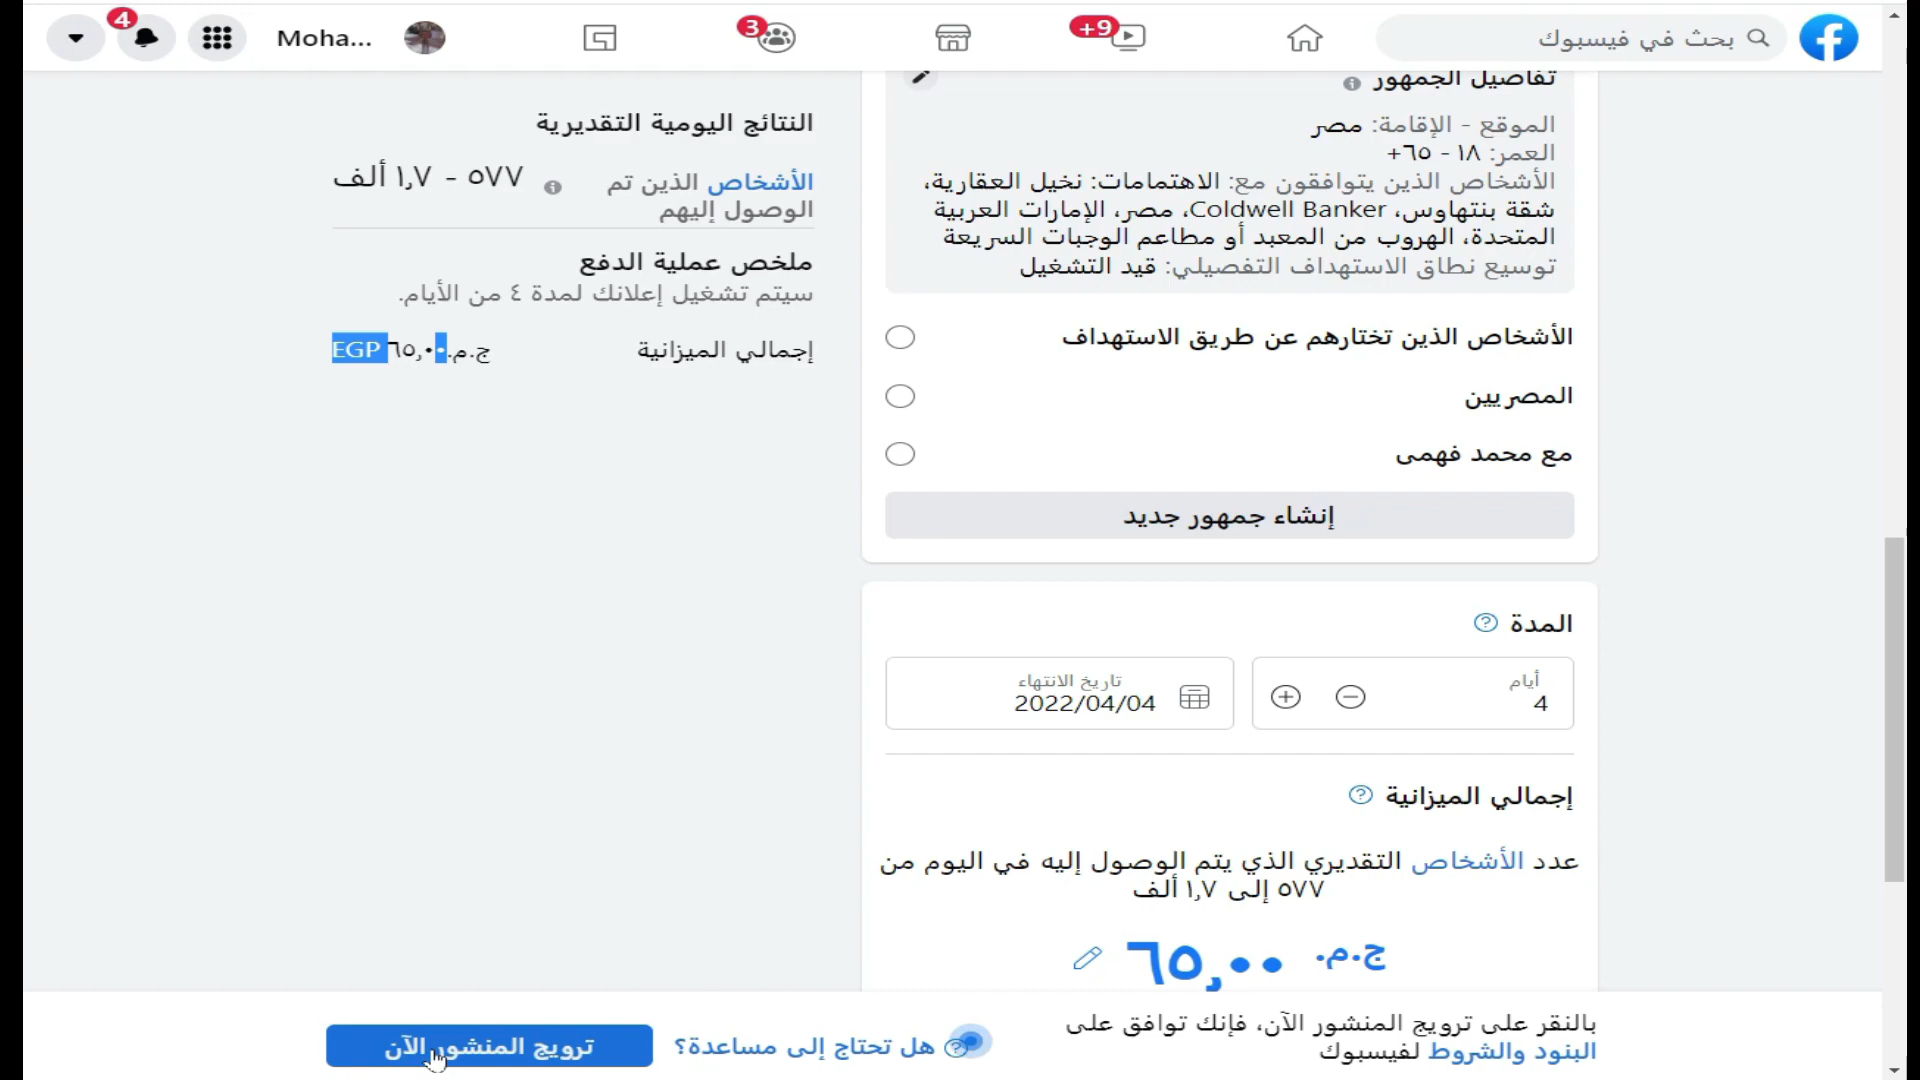 بحث في فيسبوك
+9
3
Moha...
4
تفاصيل الجمهور
الموقع - الإقامة: مصر
العمر: ١٨ - ٦٥+
الأشخاص الذين يتوافقون مع: الاهتمامات: نخيل العقارية،
شقة بنتهاوس، Coldwell Banker، مصر، الإمارات العربية
المتحدة، الهروب من المعبد أو مطاعم الوجبات السريعة
توسيع نطاق الاستهداف التفصيلي: قيد التشغيل
الأشخاص الذين تختارهم عن طريق الاستهداف
المصريين
مع محمد فهمى
إنشاء جمهور جديد
المدة
أيام
4
تاريخ الانتهاء
2022/04/04
إجمالي الميزانية
عدد الأشخاص التقديري الذي يتم الوصول إليه في اليوم من
٥٧٧ إلى ١٫٧ ألف
ج.م. ٦٥٫٠٠
النتائج اليومية التقديرية
الأشخاص الذين تم
الوصول إليهم
٥٧٧ - ١٫٧ ألف
ملخص عملية الدفع
سيتم تشغيل إعلانك لمدة ٤ من الأيام.
إجمالي الميزانية
ج.م.٦٥٫٠٠ EGP
بالنقر على ترويج المنشور الآن، فإنك توافق على
البنود والشروط لفيسبوك
هل تحتاج إلى مساعدة؟
ترويج المنشور الآن